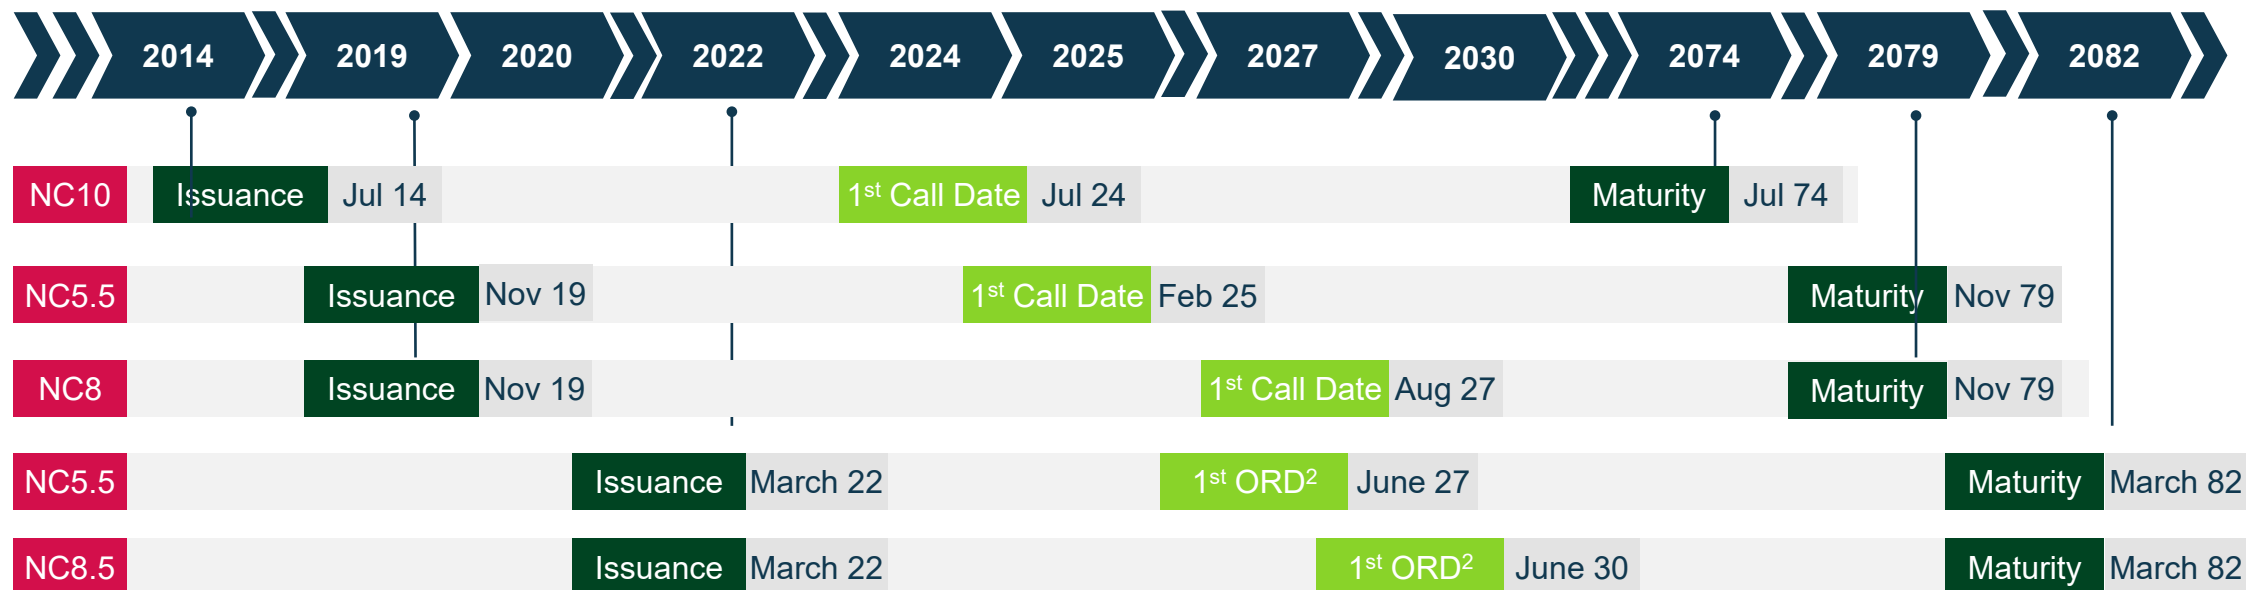 2014 2019 2020 2022 2024 2025 2027 2030 2074 2079 2082
NC10 Issuance Jul 14 1st Call Date Jul 24 Maturity Jul 74
NC5.5 Issuance Nov 19 1st Call Date Feb 25 Maturity Nov 79
NC8 Issuance Nov 19 1st Call Date Aug 27 Maturity Nov 79
NC5.5 Issuance March 22 1st ORD2 June 27 Maturity March 82
NC8.5 Issuance March 22 1st ORD2 June 30 Maturity March 82